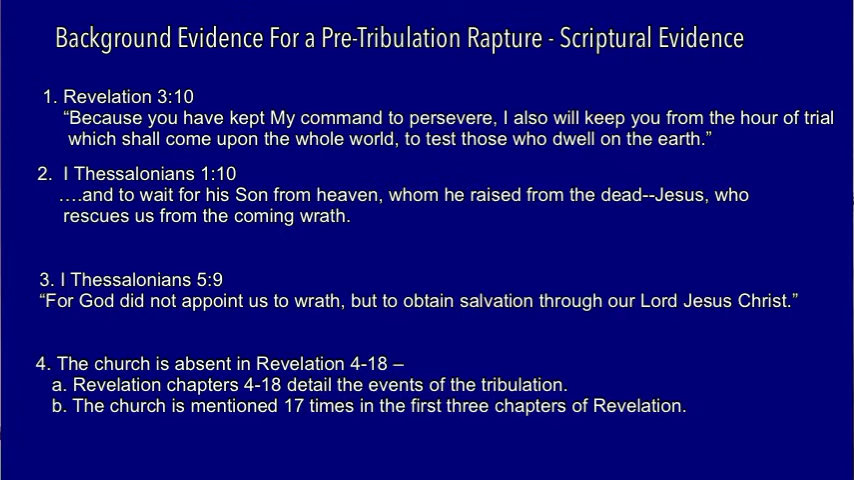 Background Evidence For a Pre-Tribulation Rapture - Scriptural Evidence
1. Revelation 3:10
“Because you have kept My command to persevere, I also will keep you from the hour of trial
which shall come upon the whole world, to test those who dwell on the earth.”
2. I Thessalonians 1:10
….and to wait for his Son from heaven, whom he raised from the dead--Jesus, who
rescues us from the coming wrath.
3. I Thessalonians 5:9
“For God did not appoint us to wrath, but to obtain salvation through our Lord Jesus Christ.”
4. The church is absent in Revelation 4-18 –
a. Revelation chapters 4-18 detail the events of the tribulation.
b. The church is mentioned 17 times in the first three chapters of Revelation.